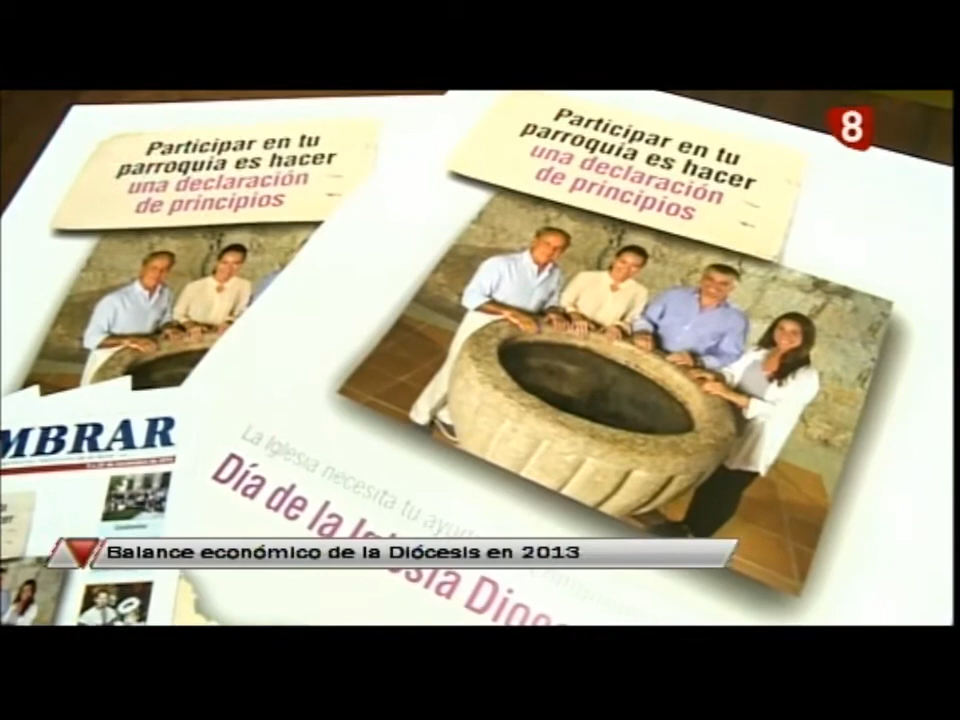 8
Participar en tu
parroquia es hacer
una declaración
de principios
Participar en tu
parroquia es hacer
una declaración
de principios
MBRAR
La Iglesia necesita tu ayuda
Día de la Iglesia
Balance económico de la Diócesis en 2013